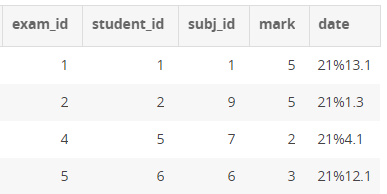 exam_id student_id subj_id mark date
1 1 1 5 21%13.1
2 2 9 5 21%1.3
4 5 7 2 21%4.1
5 6 6 3 21%12.1